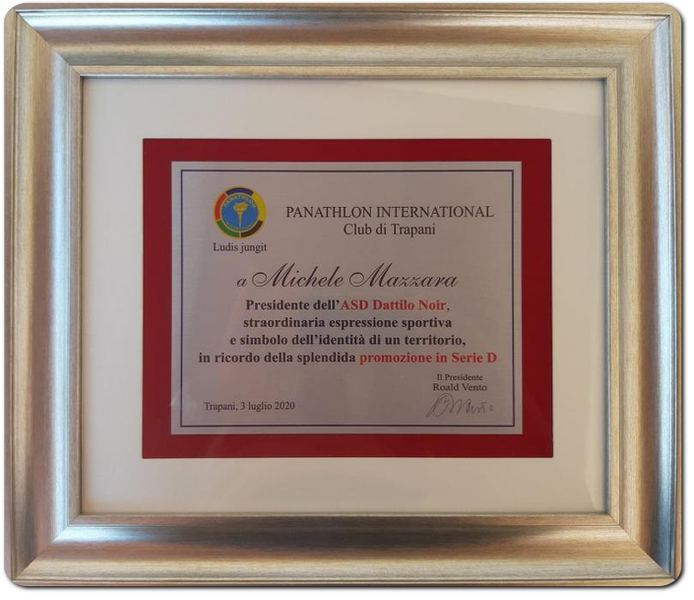 PANATHLON
PANATHLON INTERNATIONAL
Club di Trapani
Ludis jungit
a Michele Mazzara
Presidente dell'ASD Dattilo Noir,
straordinaria espressione sportiva
e simbolo dell'identità di un territorio,
in ricordo della splendida promozione in Serie D
Il Presidente
Roald Vento
Trapani, 3 luglio 2020